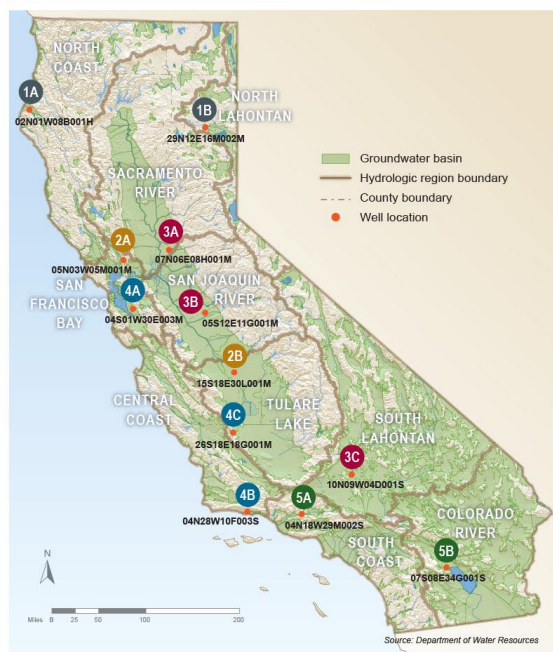 NORTH
COAST
1A
02N01W08B001H
1B
NORTH
LAHONTAN
29N12E16M002M
Groundwater basin
Hydrologic region boundary
County boundary
Well location
SACRAMENTO
RIVER
2A
05N03W05M001M
3A
07N06E08H001M
SAN
FRANCISCO
BAY
4A
04S01W30E003M
SAN JOAQUIN
RIVER
3B
05S12E11G001M
2B
15S18E30L001M
CENTRAL
COAST
4C
26S18E18G001M
TULARE
LAKE
SOUTH
LAHONTAN
3C
10N09W04D001S
4B
04N28W10F003S
5A
04N18W29M002S
SOUTH
COAST
COLORADO
RIVER
5B
07S08E34G001S
N
Miles 0 25 50 100 200
Source: Department of Water Resources